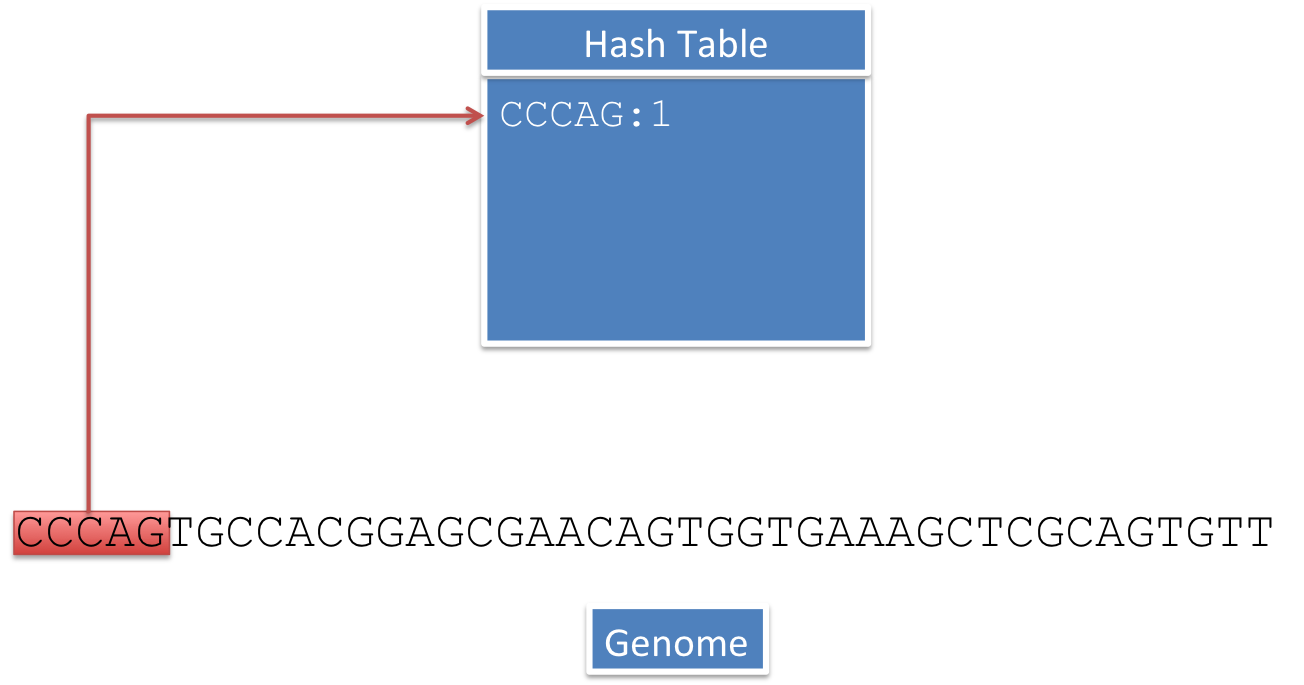 Hash Table
CCCAG:1
CCCAGTGCCACGGAGCGAACAGTGGTGAAAGCTCGCAGTGTT
Genome